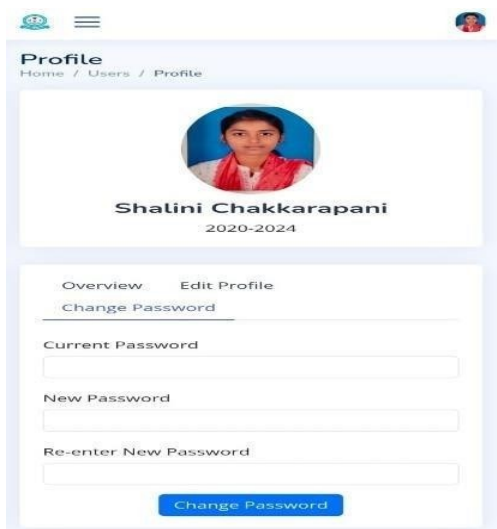 Profile
Home / Users / Profile
Shalini Chakkarapani
2020-2024
Overview Edit Profile
Change Password
Current Password
New Password
Re-enter New Password
Change Password